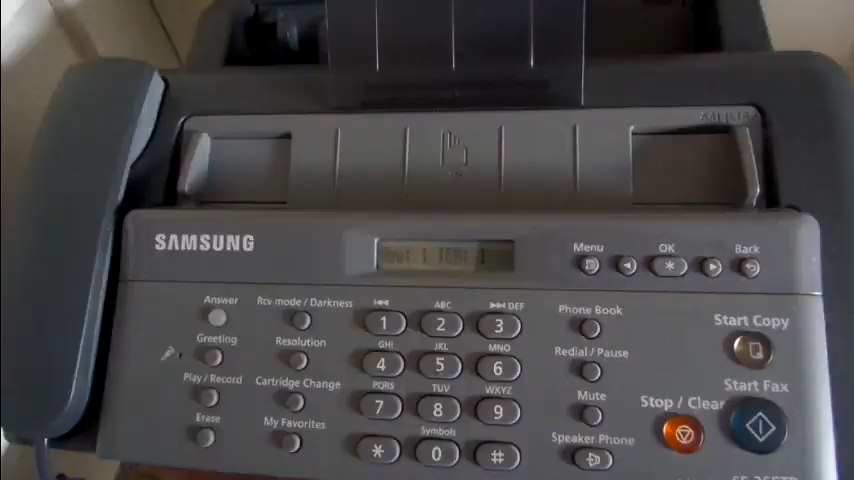 SAMSUNG
Menu OK Back
Answer
Rcv mode / Darkness
ABC DEF
1 2 3
Phone Book
Start Copy
Greeting
Resolution
GHI JKL MNO
4 5 6
Redial / Pause
Play / Record
Cartridge Change
PQRS TUV WXYZ
7 8 9
Mute
Stop / Clear
Start Fax
Erase
My Favorites
Symbols
* 0 #
Speaker Phone